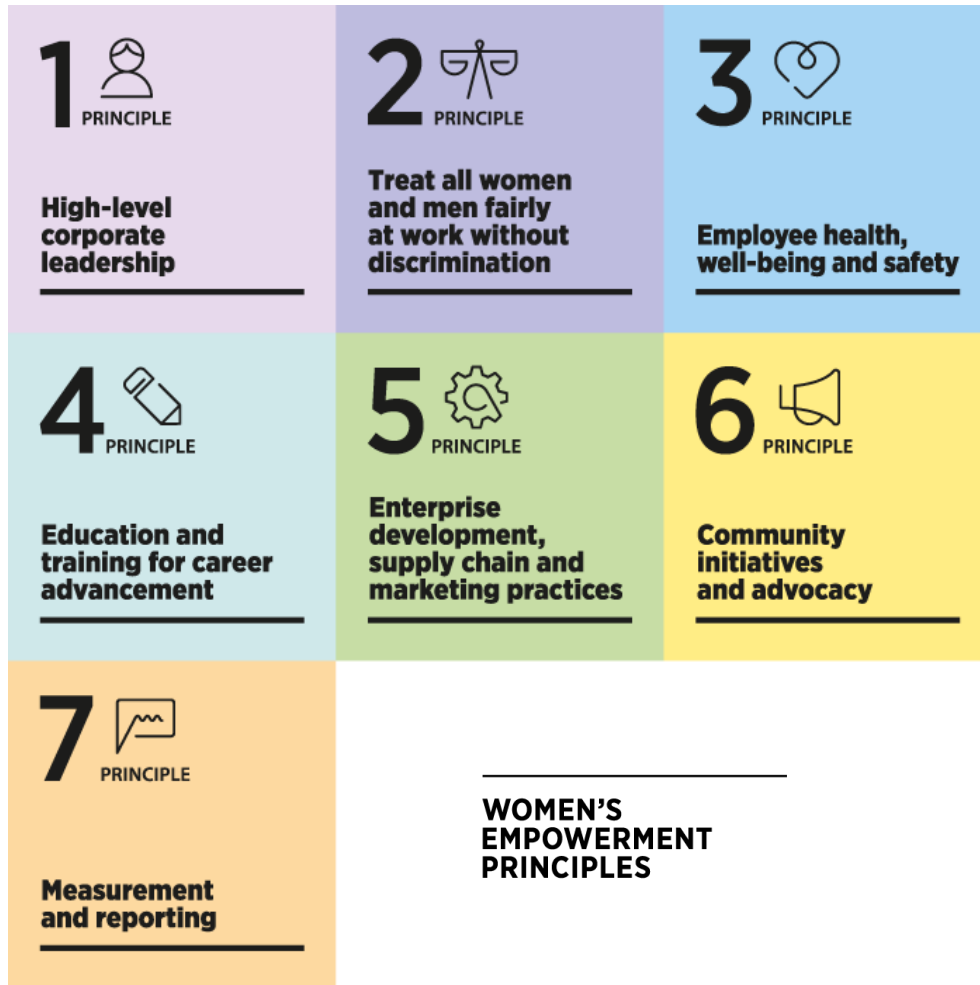 1
PRINCIPLE
High-level
corporate
leadership
2
PRINCIPLE
Treat all women
and men fairly
at work without
discrimination
3
PRINCIPLE
Employee health,
well-being and safety
4
PRINCIPLE
Education and
training for career
advancement
5
PRINCIPLE
Enterprise
development,
supply chain and
marketing practices
6
PRINCIPLE
Community
initiatives
and advocacy
7
PRINCIPLE
Measurement
and reporting
WOMEN’S
EMPOWERMENT
PRINCIPLES